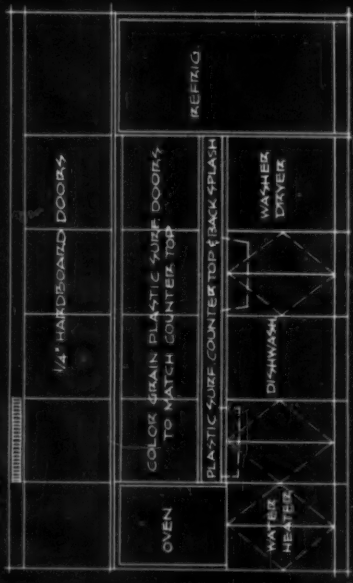 1/4" HARDBOARD DOORS
COLOR GRAIN PLASTIC SURF. DOORS
TO MATCH COUNTER TOP
PLASTIC SURF. COUNTER TOP & BACK SPLASH
REFRIG.
WASHER
DRYER
DISHWASH.
OVEN
WATER
HEATER